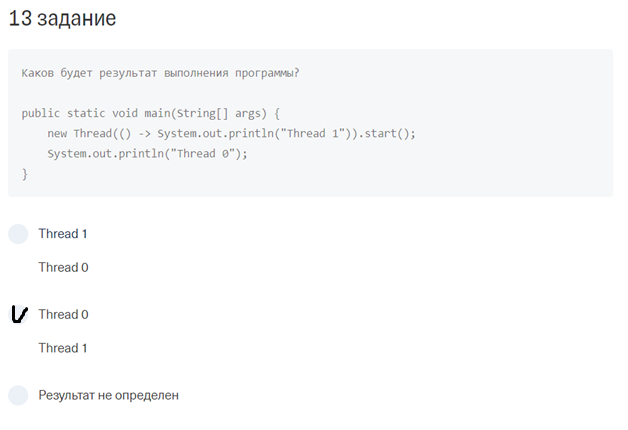 13 задание
Каков будет результат выполнения программы?
public static void main(String[] args) {
    new Thread(() -> System.out.println("Thread 1")).start();
    System.out.println("Thread 0");
}
Thread 1
Thread 0
Thread 0
Thread 1
Результат не определен